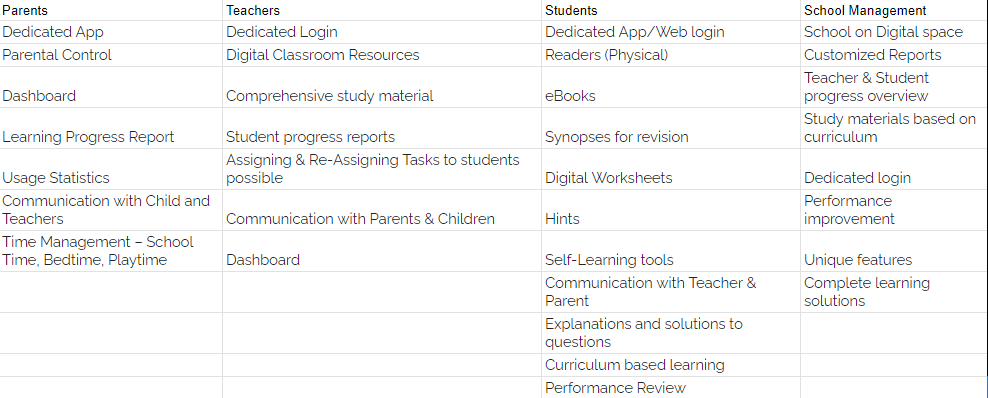 Parents Teachers Students School Management
Dedicated App Dedicated Login Dedicated App/Web login School on Digital space
Parental Control Digital Classroom Resources Readers (Physical) Customized Reports
Dashboard Comprehensive study material eBooks Teacher & Student
progress overview
Learning Progress Report Student progress reports Synopses for revision Study materials based on
curriculum
Usage Statistics Assigning & Re-Assigning Tasks to students
possible Digital Worksheets Dedicated login
Communication with Child and
Teachers Communication with Parents & Children Hints Performance
improvement
Time Management – School
Time, Bedtime, Playtime Dashboard Self-Learning tools Unique features
Communication with Teacher &
Parent Complete learning
solutions
Explanations and solutions to
questions
Curriculum based learning
Performance Review